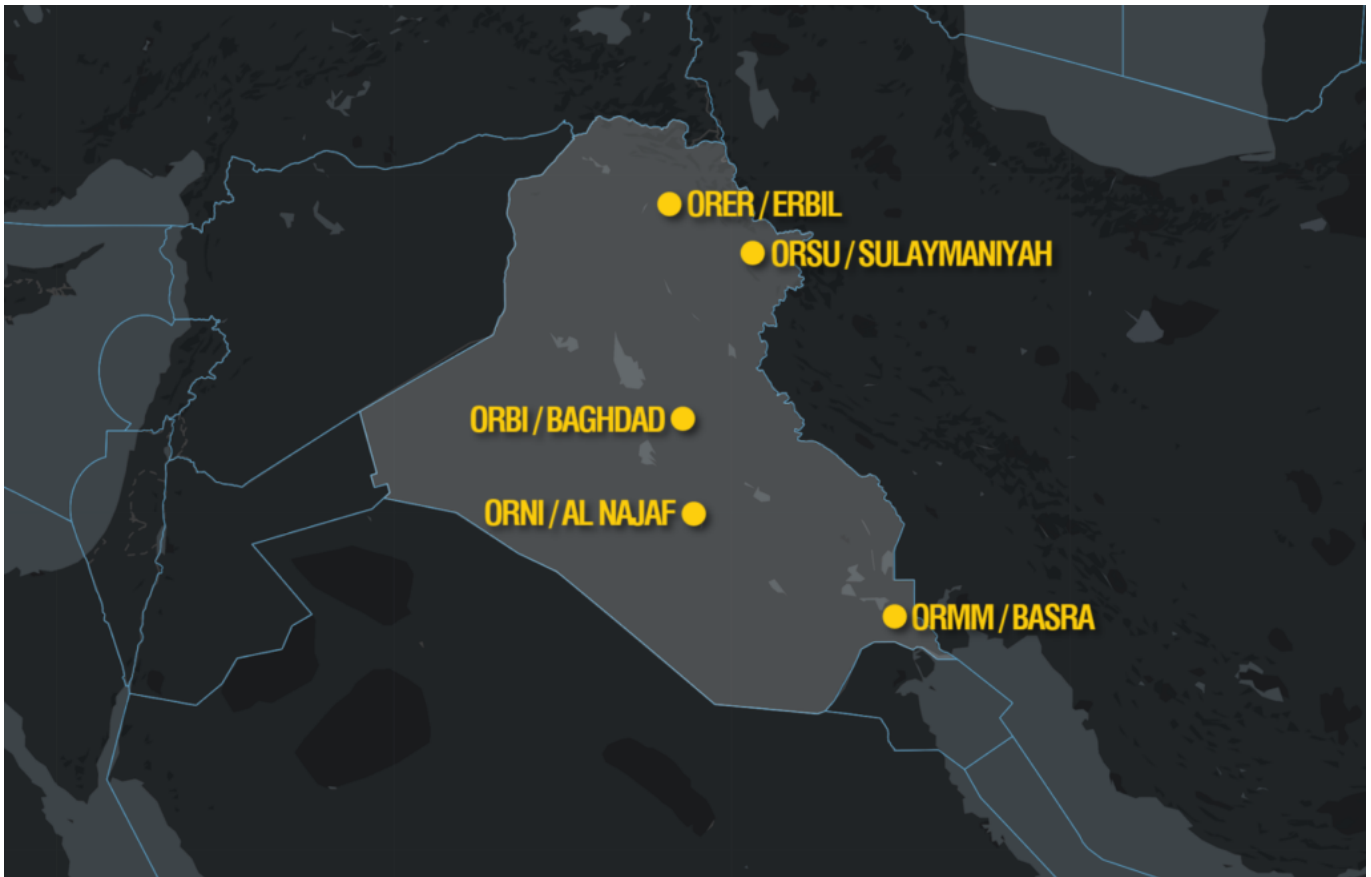 ORER / ERBIL
ORSU / SULAYMANIYAH
ORBI / BAGHDAD
ORNI / AL NAJAF
ORMM / BASRA